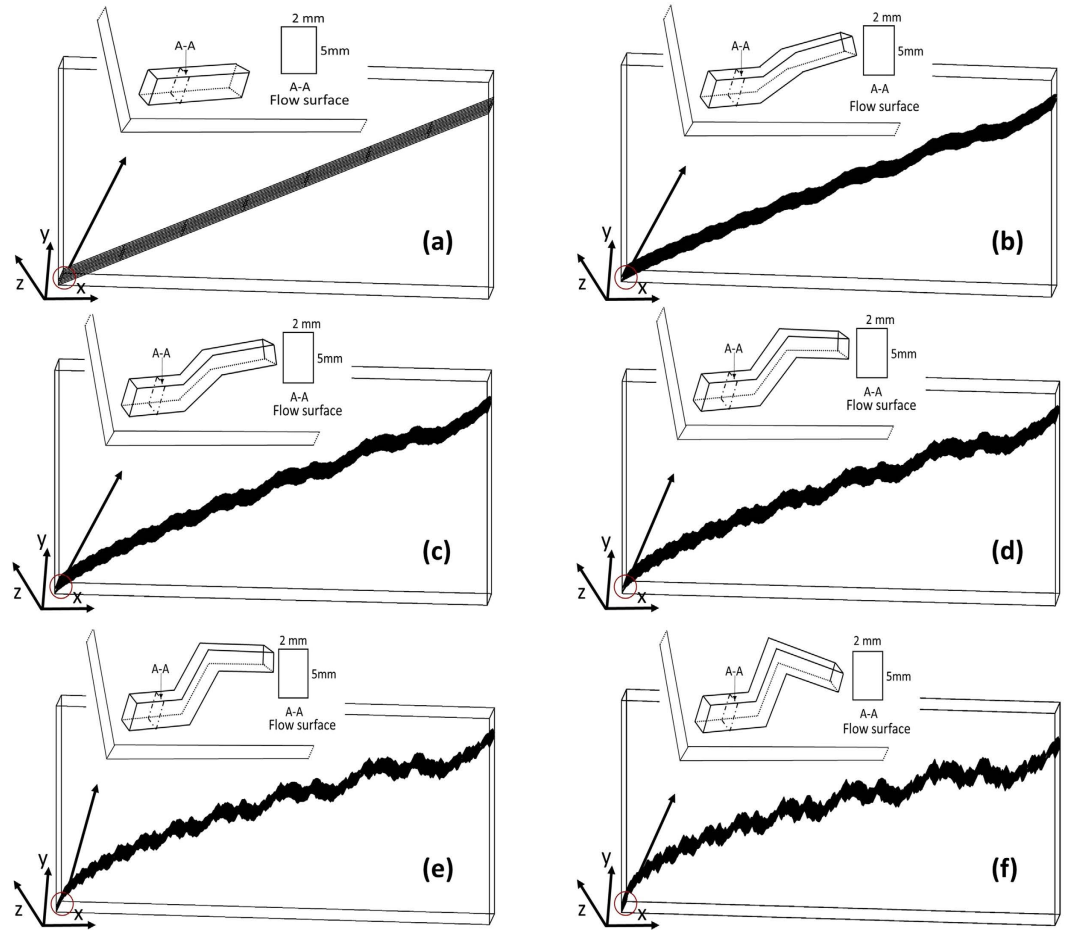 2 mm
A-A
5mm
A-A
Flow surface
y
z
x
(a)
2 mm
A-A
5mm
A-A
Flow surface
y
z
x
(b)
2 mm
A-A
5mm
A-A
Flow surface
y
z
x
(c)
2 mm
A-A
5mm
A-A
Flow surface
y
z
x
(d)
2 mm
A-A
5mm
A-A
Flow surface
y
z
x
(e)
2 mm
A-A
5mm
A-A
Flow surface
y
z
x
(f)